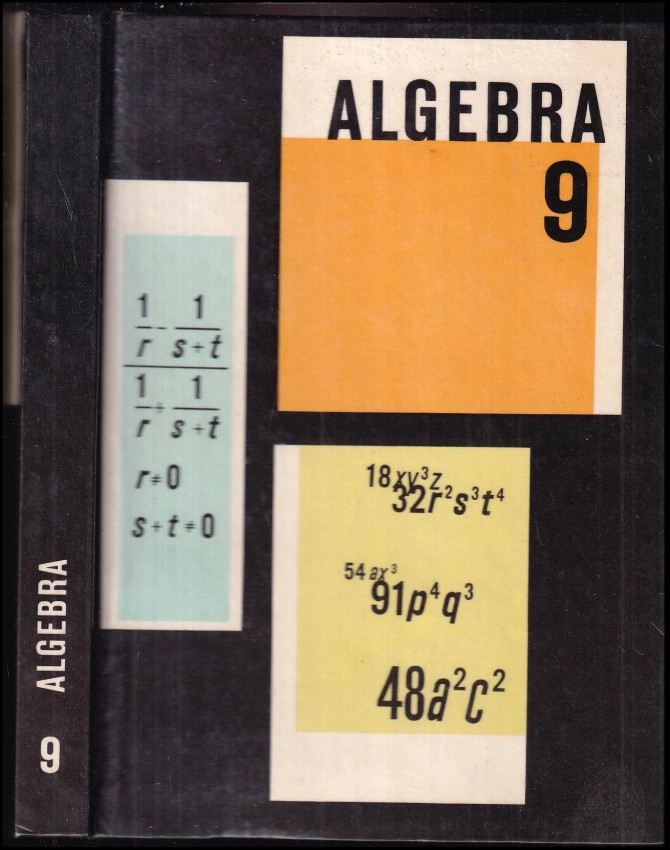 ALGEBRA
9
1/r - 1/(s+t)
1/r + 1/(s+t)
r≠0
s+t≠0
18xy³z
32r²s³t⁴
54ax³
91p⁴q³
48a²c²
ALGEBRA
9